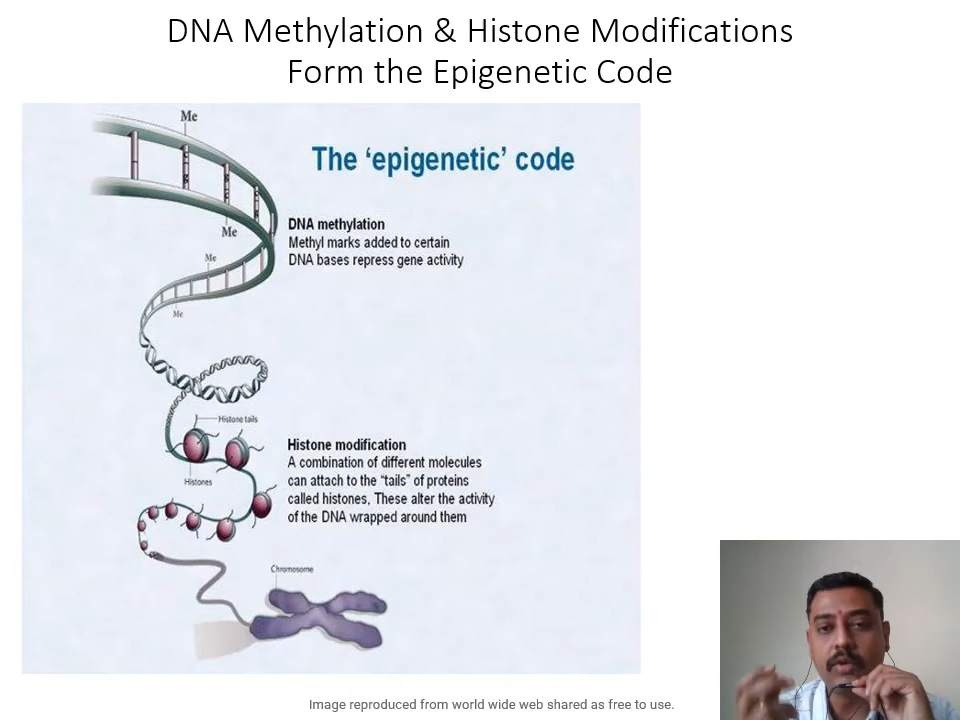 DNA Methylation & Histone Modifications
Form the Epigenetic Code
Me
The ‘epigenetic’ code
DNA methylation
Methyl marks added to certain
DNA bases repress gene activity
Me
Me
Me
Histone tails
Histone modification
A combination of different molecules
can attach to the “tails” of proteins
called histones, These alter the activity
of the DNA wrapped around them
Histones
Chromosome
Image reproduced from world wide web shared as free to use.